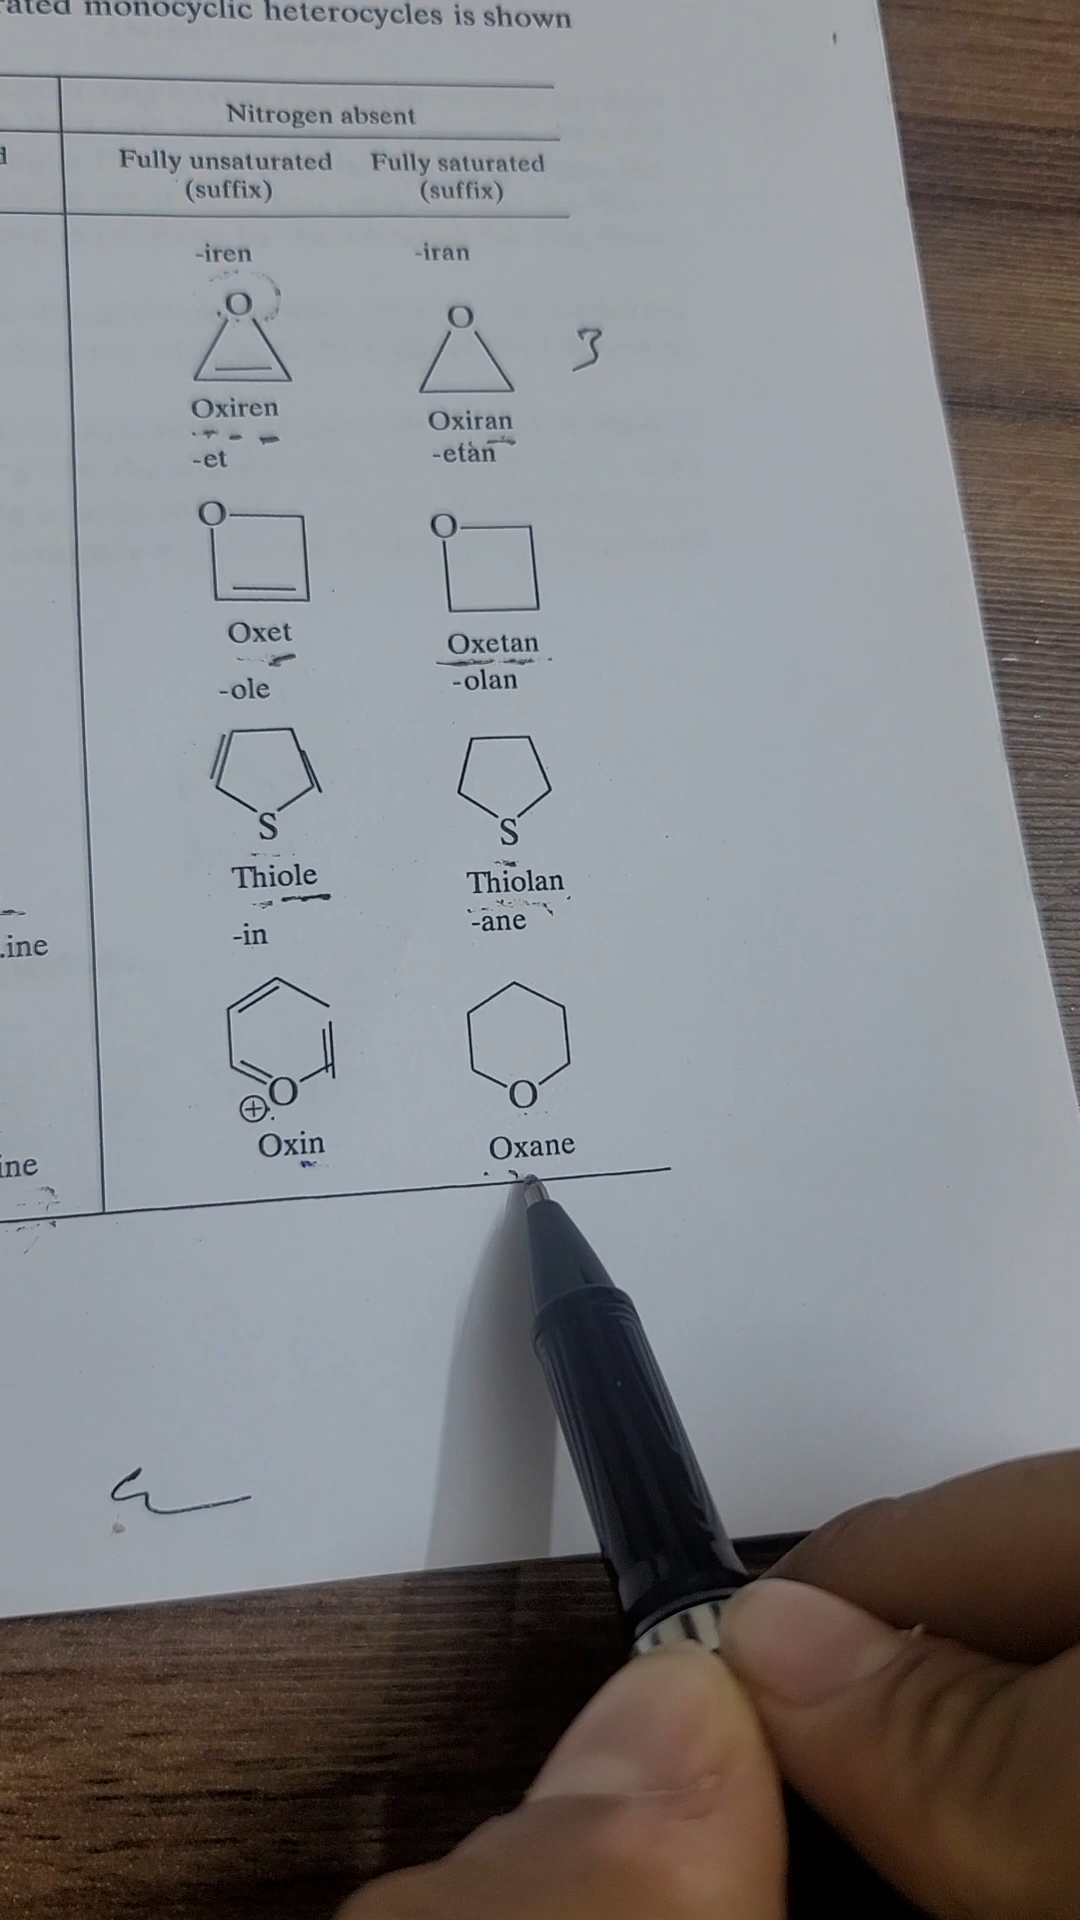 monocyclic heterocycles is shown
Nitrogen absent
Fully unsaturated Fully saturated
(suffix) (suffix)
-iren -iran
O O
3
Oxiren Oxiran
-et -etan
O O
Oxet Oxetan
-ole -olan
S S
Thiole Thiolan
-in -ane
.ine
O O
+
Oxin Oxane
ine